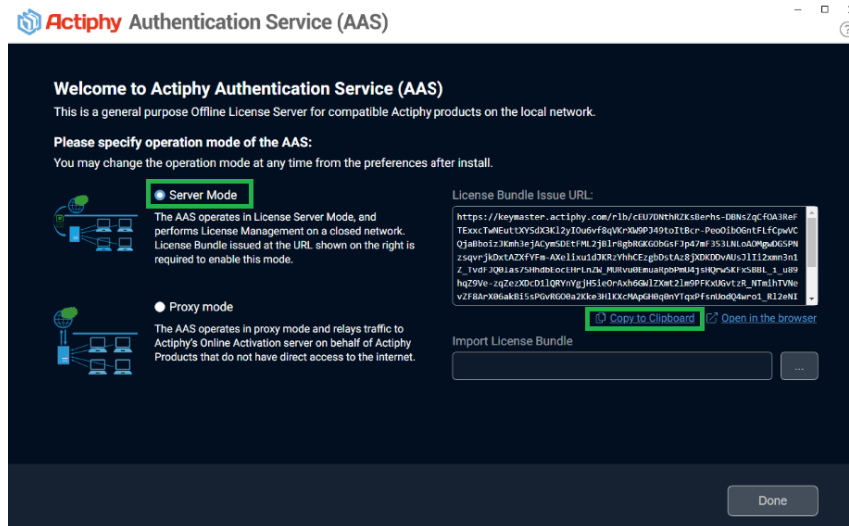 Actiphy Authentication Service (AAS)
Welcome to Actiphy Authentication Service (AAS)
This is a general purpose Offline License Server for compatible Actiphy products on the local network.
Please specify operation mode of the AAS:
You may change the operation mode at any time from the preferences after install.
Server Mode
The AAS operates in License Server Mode, and
performs License Management on a closed network.
License Bundle issued at the URL shown on the right is
required to enable this mode.
Proxy mode
The AAS operates in proxy mode and relays traffic to
Actiphy's Online Activation server on behalf of Actiphy
Products that do not have direct access to the internet.
License Bundle Issue URL:
Copy to Clipboard
Open in the browser
Import License Bundle
...
Done